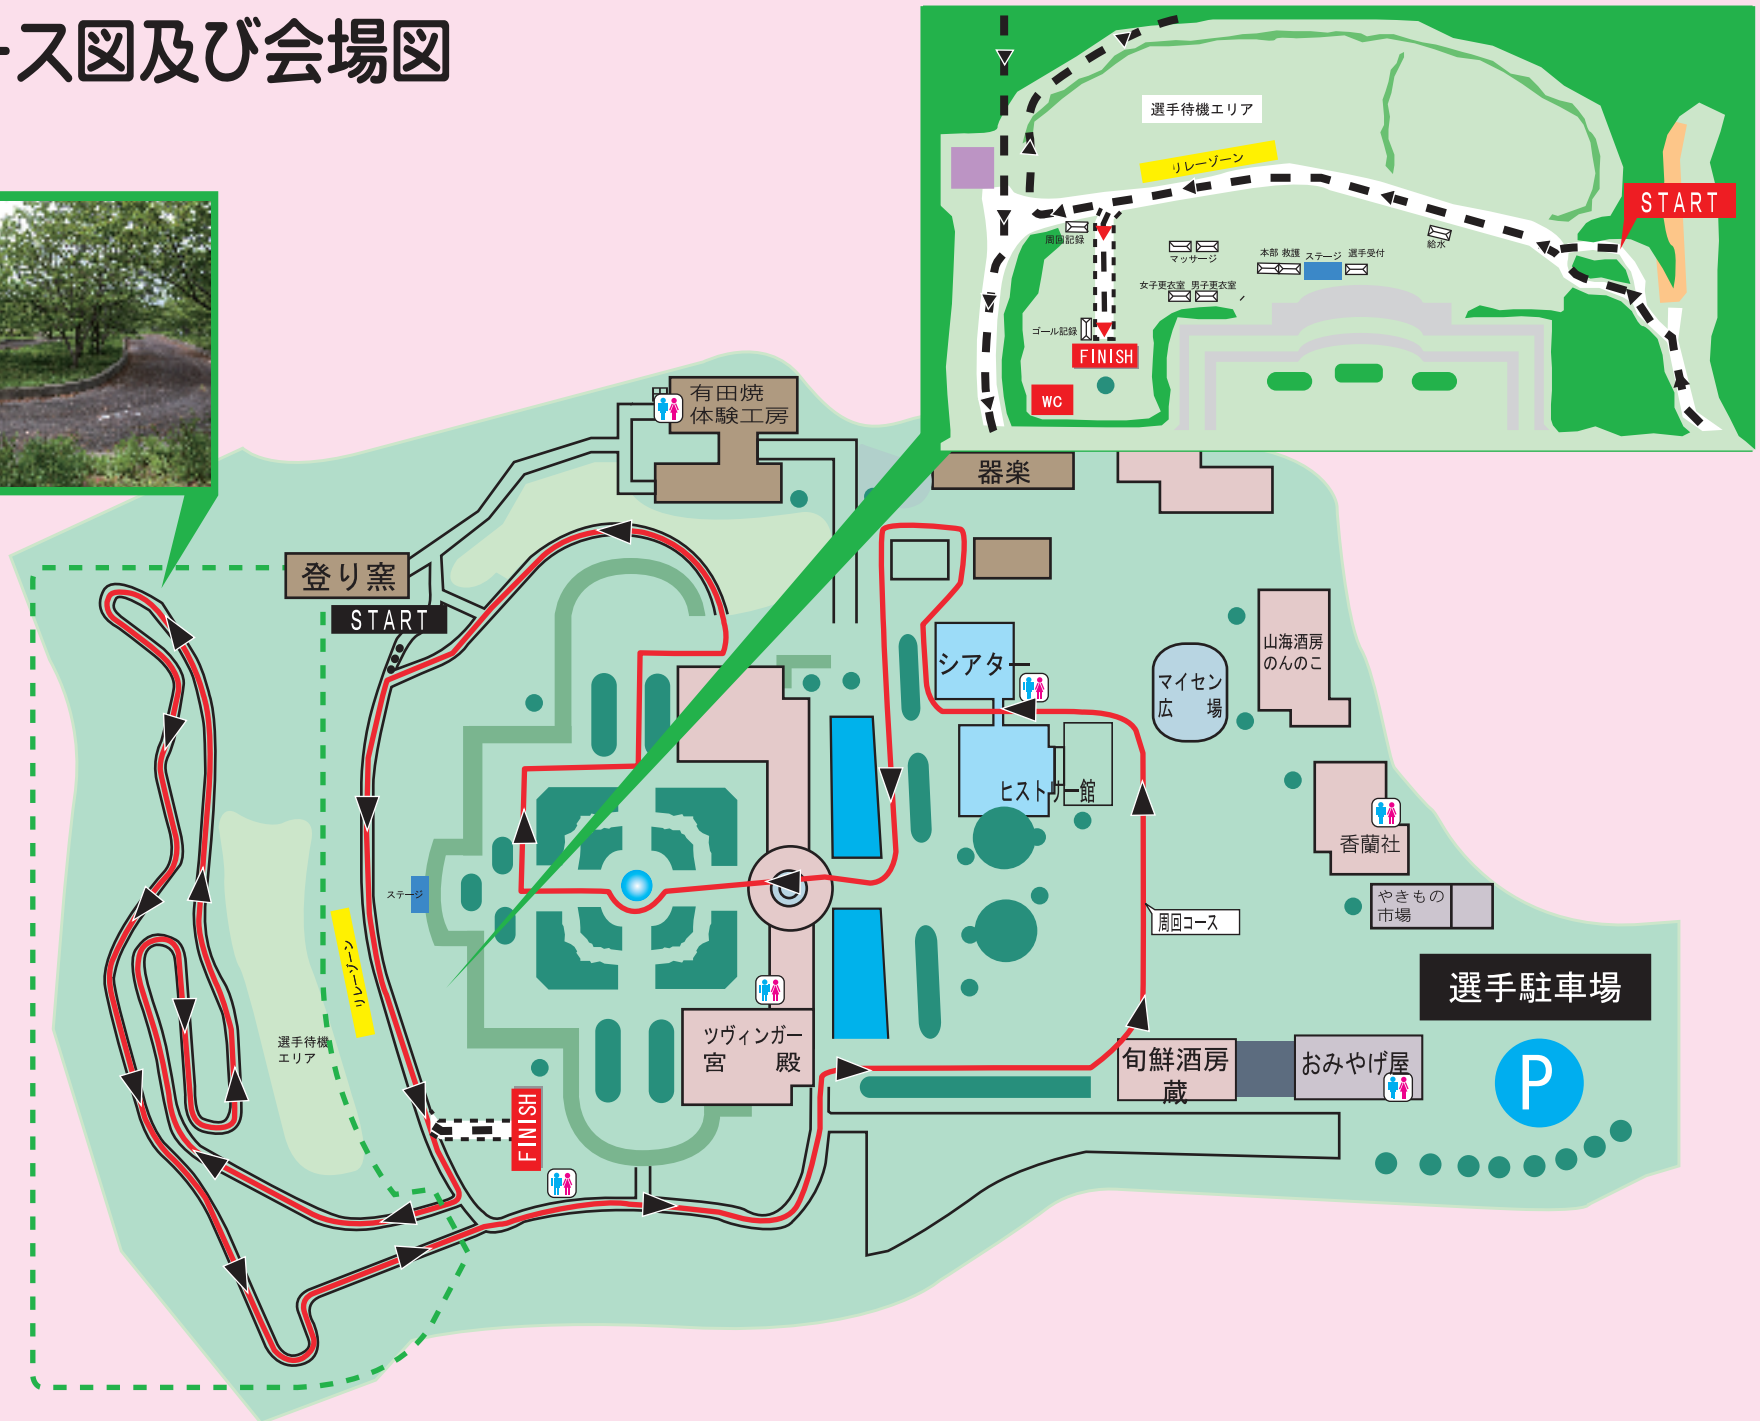 ース図及び会場図
選手待機エリア
リレーゾーン
START
周回記録
マッサージ
本部 救護 ステージ 選手受付
給水
女子更衣室 男子更衣室
ゴール記録
FINISH
WC
有田焼
体験工房
器楽
登り窯
START
シアター
マイセン
広場
山海酒房
のんのこ
ヒストリー館
香蘭社
やきもの
市場
ステージ
周回コース
リレーゾーン
選手駐車場
選手待機
エリア
ツヴィンガー
宮殿
旬鮮酒房
蔵
おみやげ屋
P
FINISH